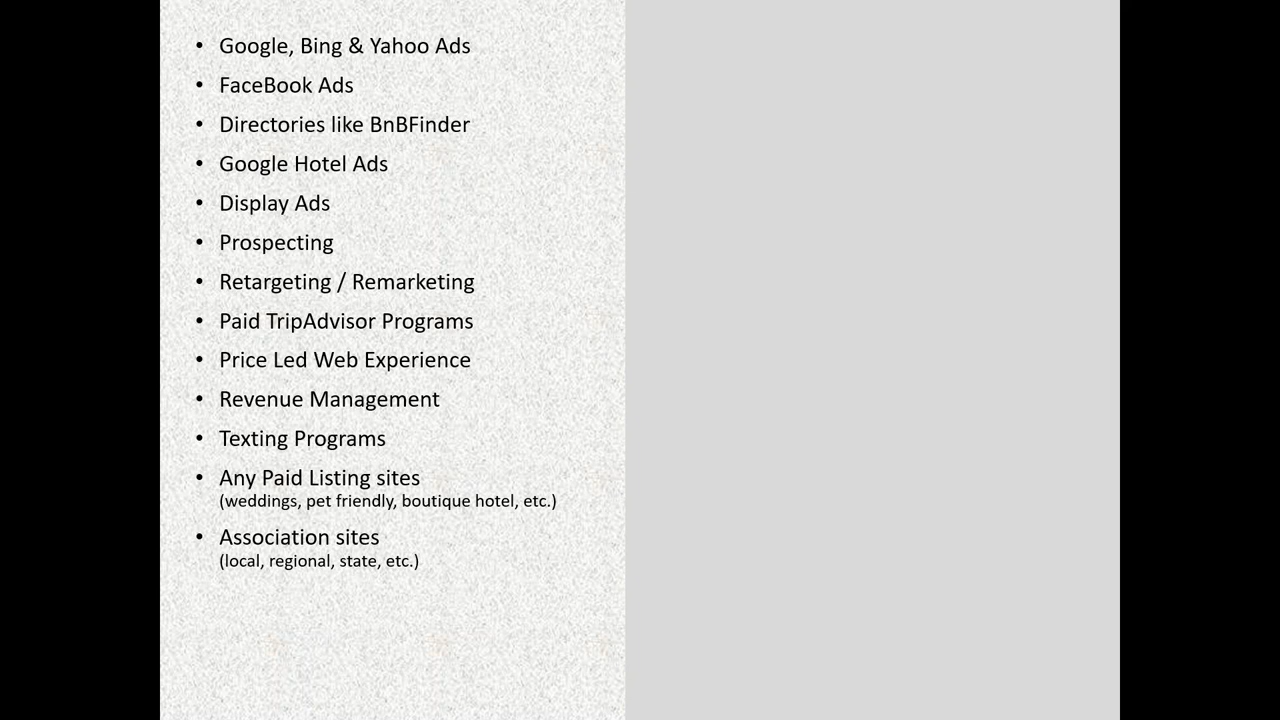 • Google, Bing & Yahoo Ads
• FaceBook Ads
• Directories like BnBFinder
• Google Hotel Ads
• Display Ads
• Prospecting
• Retargeting / Remarketing
• Paid TripAdvisor Programs
• Price Led Web Experience
• Revenue Management
• Texting Programs
• Any Paid Listing sites
(weddings, pet friendly, boutique hotel, etc.)
• Association sites
(local, regional, state, etc.)